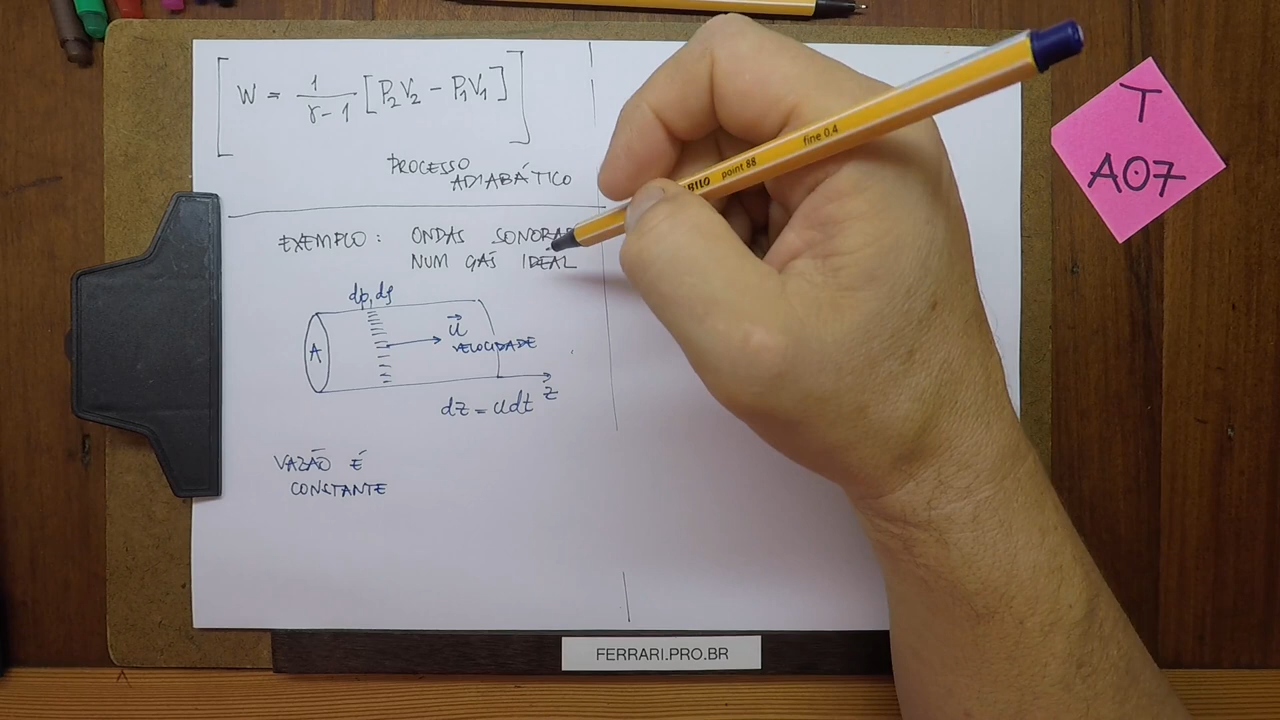 W = 1/(γ-1) [P₂V₂ - P₁V₁]
PROCESSO
ADIABÁTICO
EXEMPLO: ONDAS SONORAS
NUM GÁS IDEAL
dp, dρ
A
u⃗
VELOCIDADE
z
dz = udt
VAZÃO É
CONSTANTE
BILO point 88 fine 0.4
T
A07
FERRARI.PRO.BR